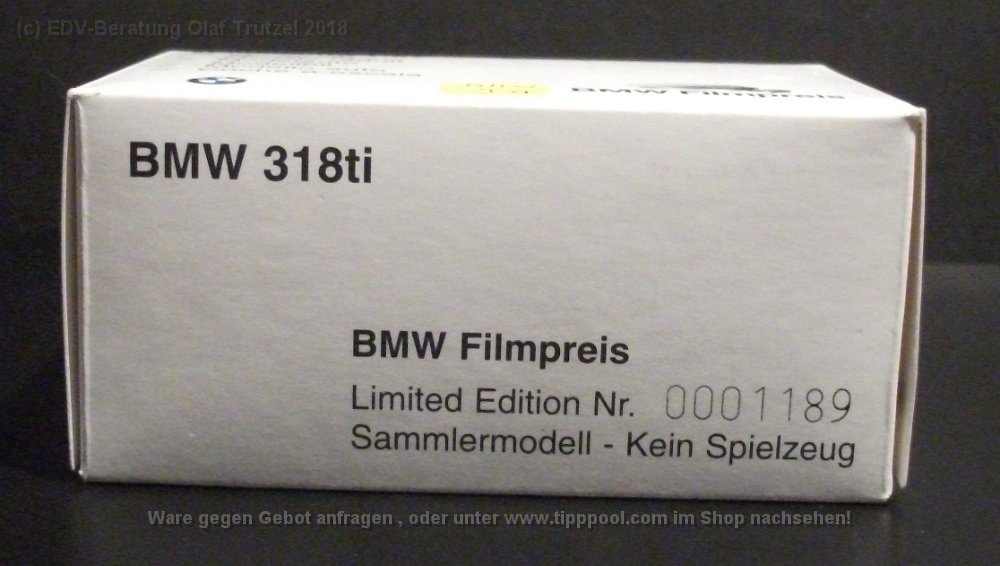 (c) EDV-Beratung Olaf Trutzel 2018
BMW Filmpreis
BMW 318ti
BMW Filmpreis
Limited Edition Nr. 0001189
Sammlermodell - Kein Spielzeug
Ware gegen Gebot anfragen , oder unter www.tipppool.com im Shop nachsehen!